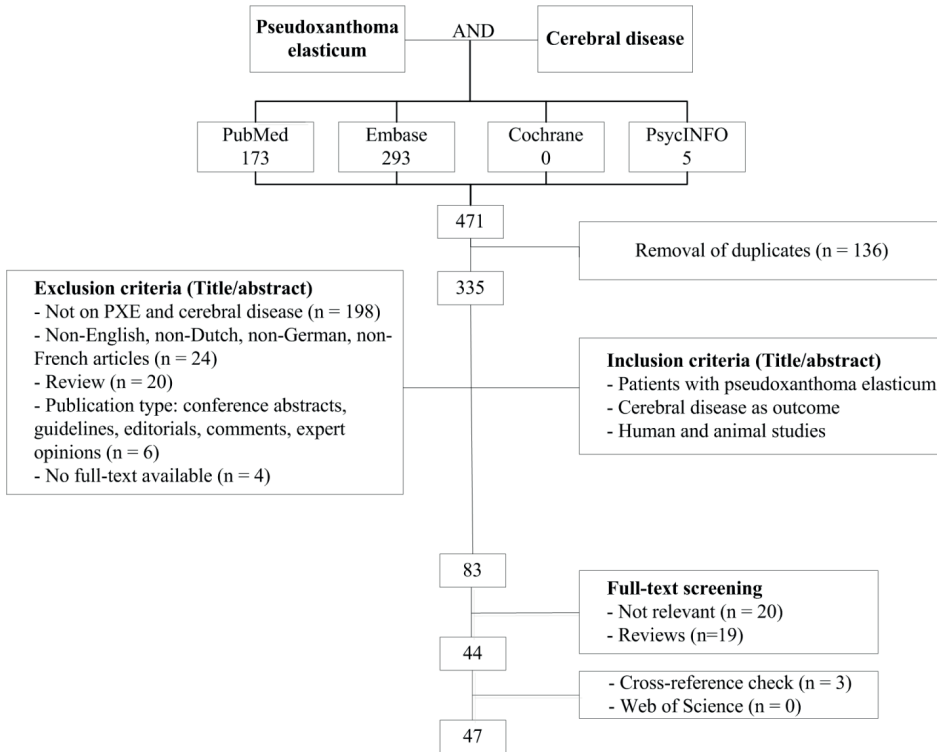 Pseudoxanthoma
elasticum
AND
Cerebral disease
PubMed
173
Embase
293
Cochrane
0
PsycINFO
5
471
Removal of duplicates (n = 136)
335
Exclusion criteria (Title/abstract)
- Not on PXE and cerebral disease (n = 198)
- Non-English, non-Dutch, non-German, non-
French articles (n = 24)
- Review (n = 20)
- Publication type: conference abstracts,
guidelines, editorials, comments, expert
opinions (n = 6)
- No full-text available (n = 4)
Inclusion criteria (Title/abstract)
- Patients with pseudoxanthoma elasticum
- Cerebral disease as outcome
- Human and animal studies
83
Full-text screening
- Not relevant (n = 20)
- Reviews (n=19)
44
- Cross-reference check (n = 3)
- Web of Science (n = 0)
47